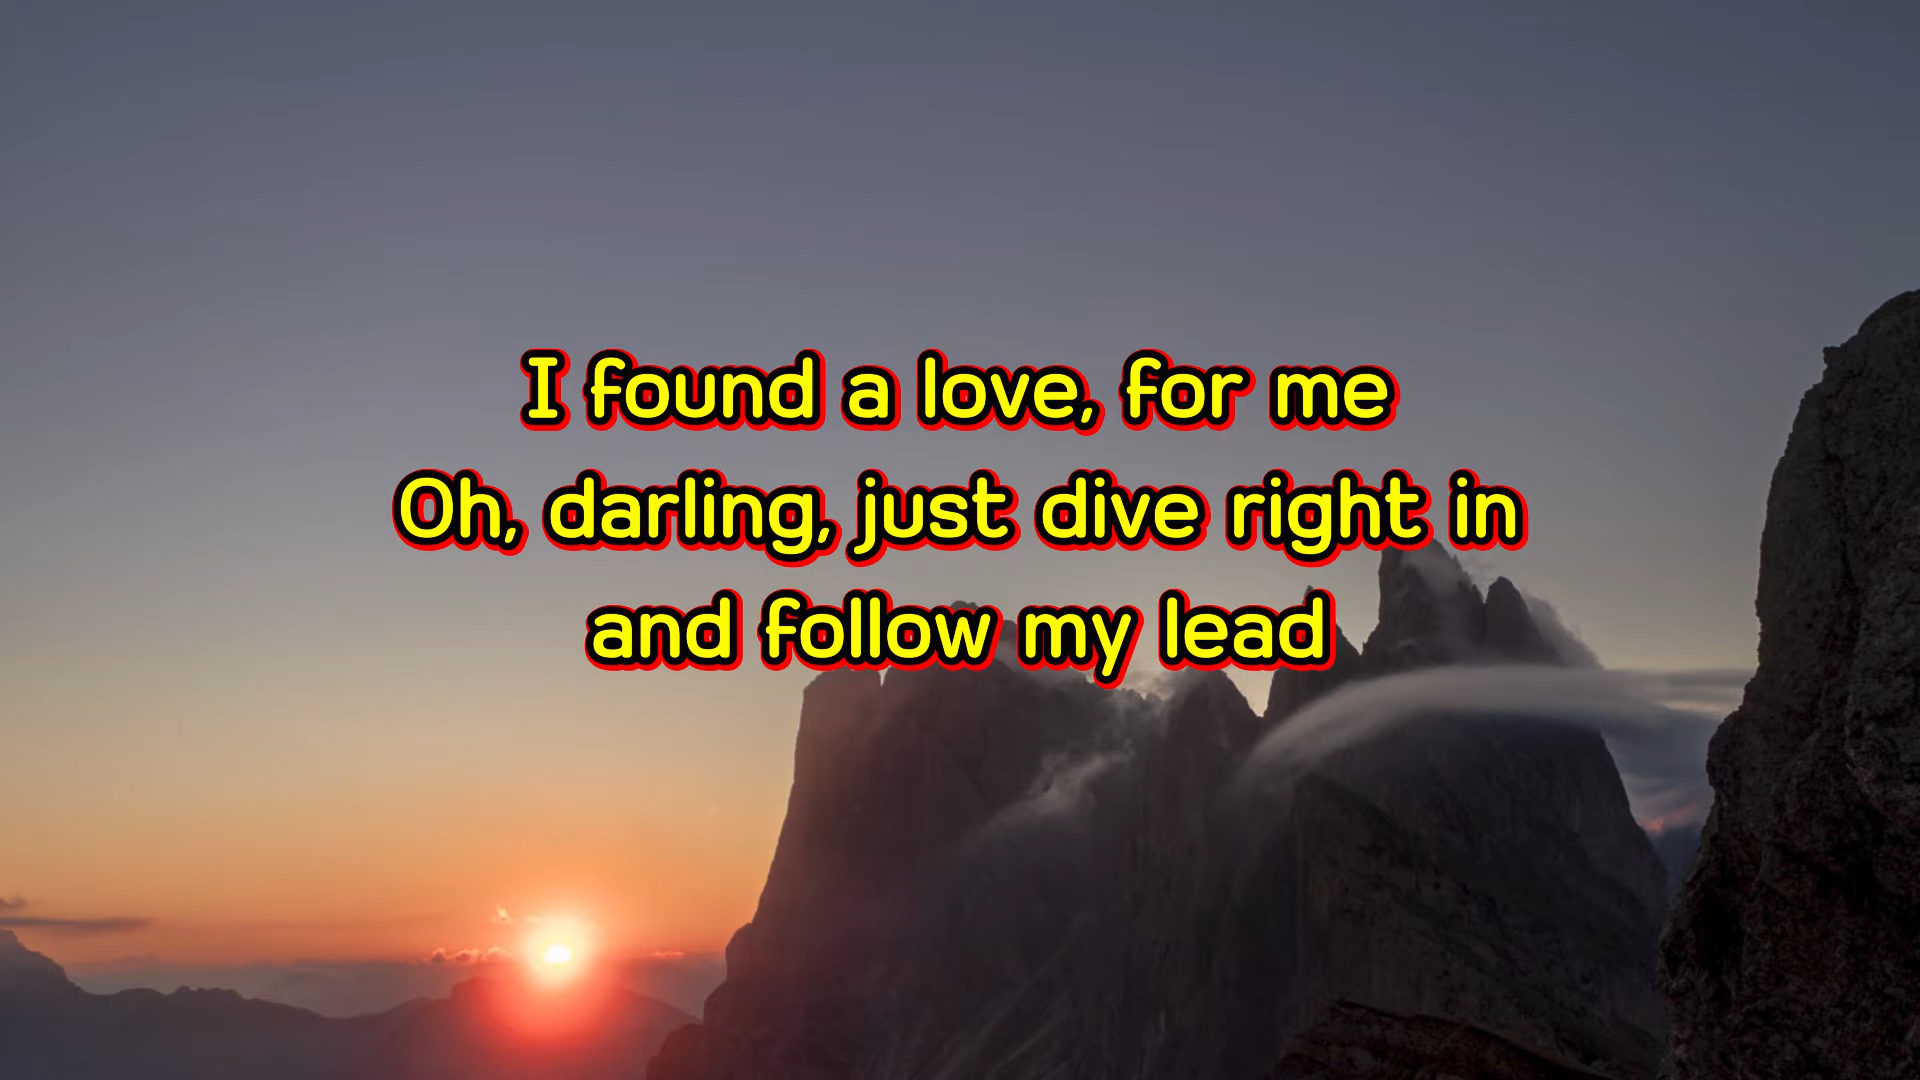 I found a love, for me
Oh, darling, just dive right in
and follow my lead